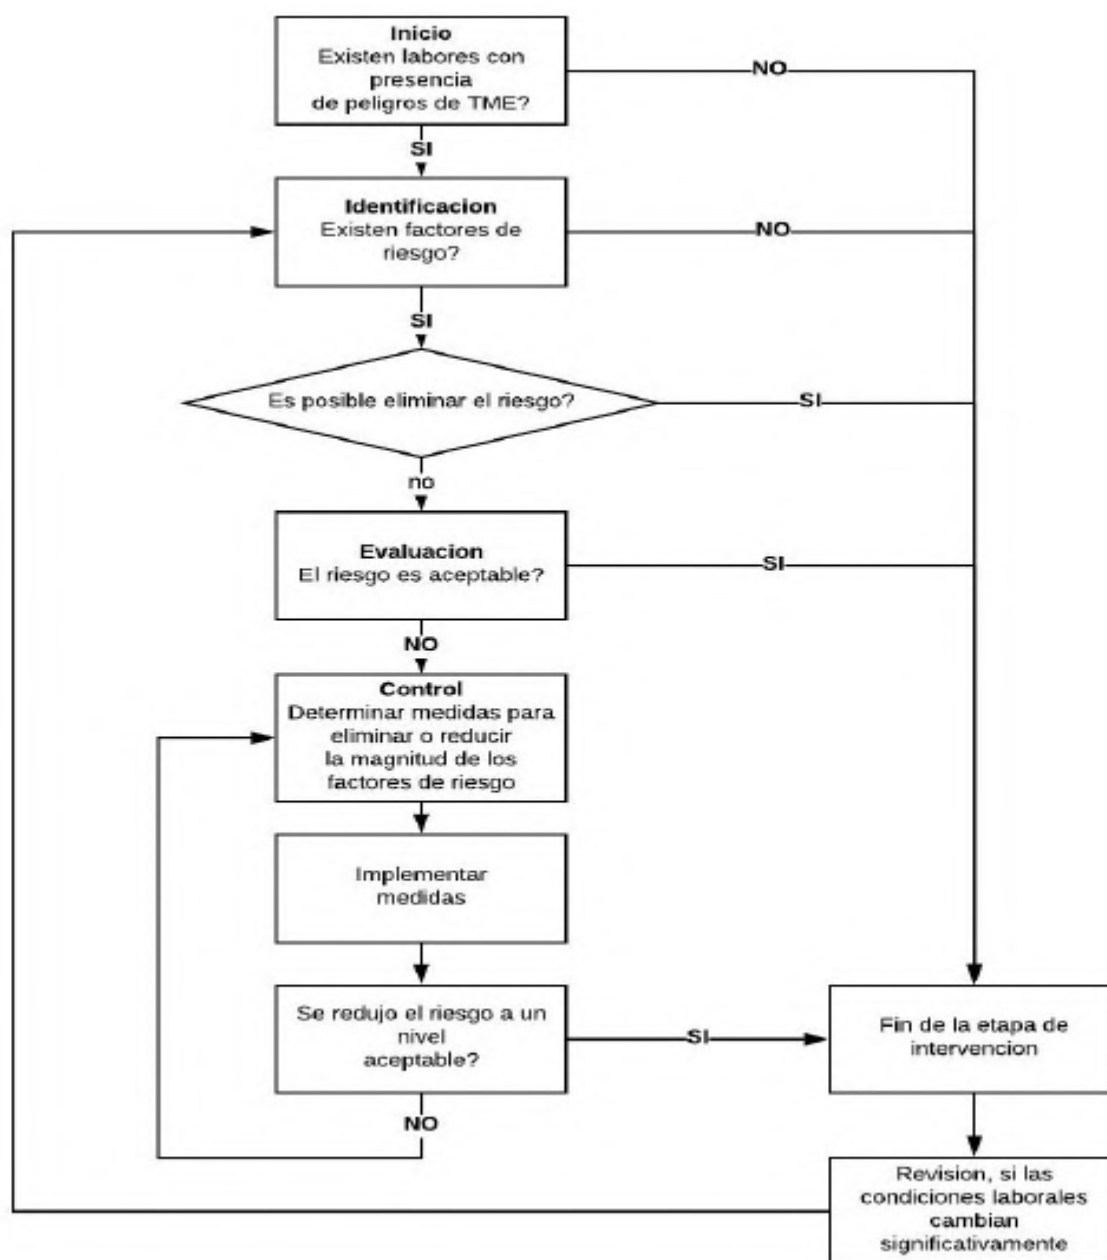 Inicio
Existen labores con
presencia
de peligros de TME?
NO
SI
Identificacion
Existen factores de
riesgo?
NO
SI
Es posible eliminar el riesgo?
SI
no
Evaluacion
El riesgo es aceptable?
SI
NO
Control
Determinar medidas para
eliminar o reducir
la magnitud de los
factores de riesgo
Implementar
medidas
Se redujo el riesgo a un
nivel
aceptable?
SI
NO
Fin de la etapa de
intervencion
Revision, si las
condiciones laborales
cambian
significativamente